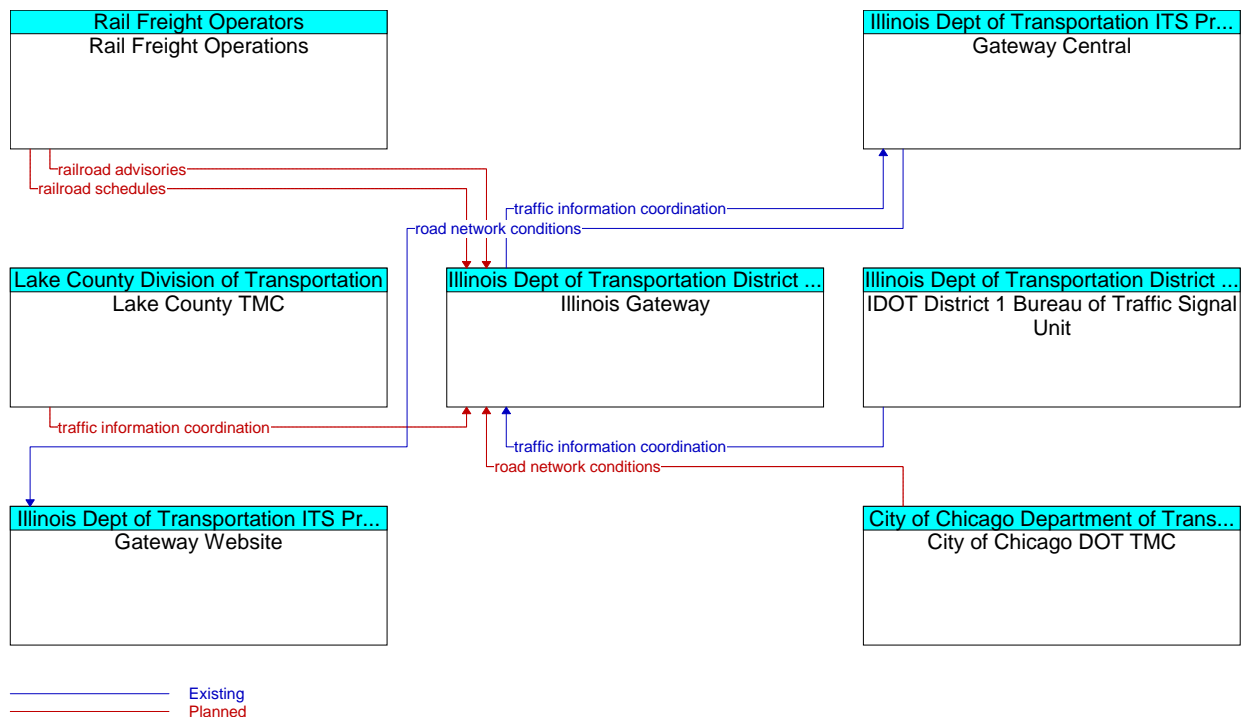 Rail Freight Operators
Rail Freight Operations
Illinois Dept of Transportation ITS Pr...
Gateway Central
railroad advisories
railroad schedules
traffic information coordination
road network conditions
Lake County Division of Transportation
Lake County TMC
Illinois Dept of Transportation District ...
Illinois Gateway
Illinois Dept of Transportation District ...
IDOT District 1 Bureau of Traffic Signal
Unit
traffic information coordination
traffic information coordination
road network conditions
Illinois Dept of Transportation ITS Pr...
Gateway Website
City of Chicago Department of Trans...
City of Chicago DOT TMC
Existing
Planned